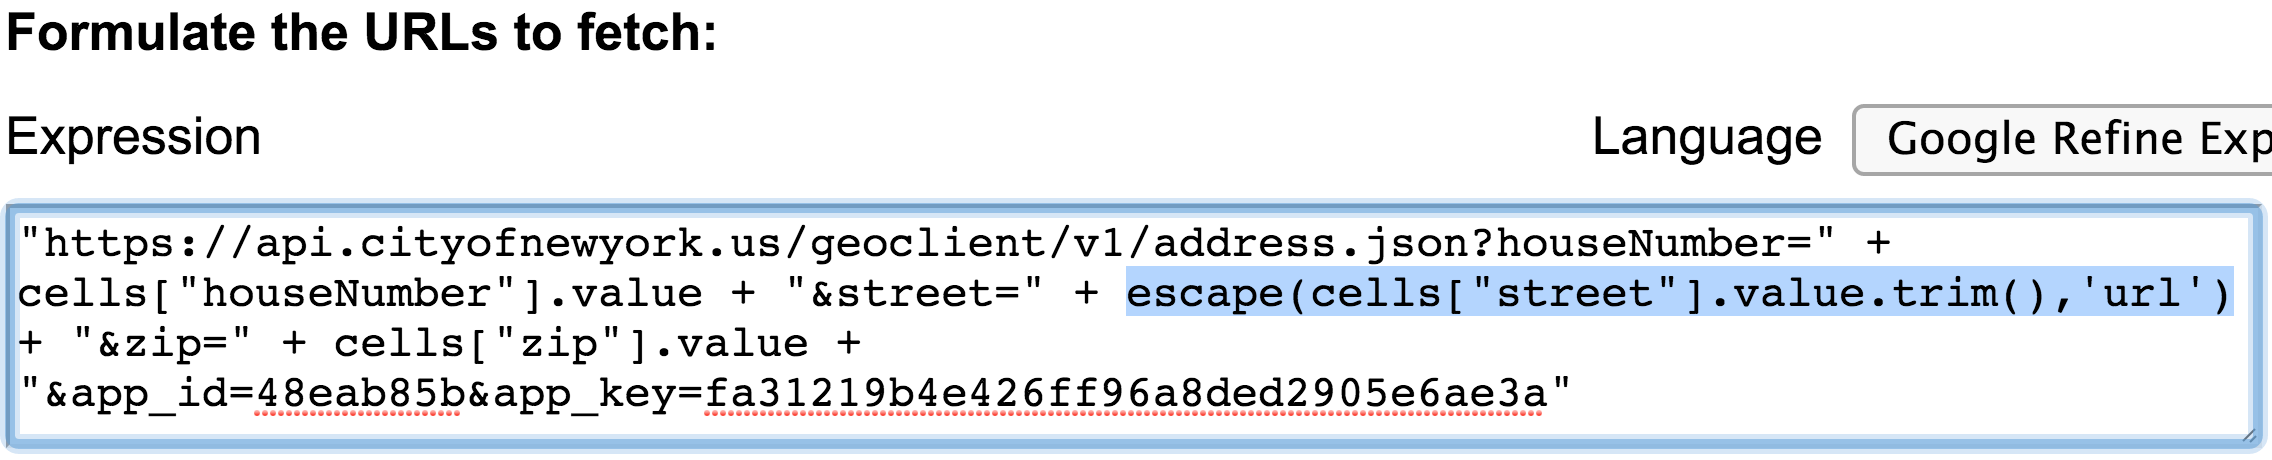 Formulate the URLs to fetch:
Expression
Language Google Refine Exp
"https://api.cityofnewyork.us/geoclient/v1/address.json?houseNumber=" +
cells["houseNumber"].value + "&street=" + escape(cells["street"].value.trim(),'url')
+ "&zip=" + cells["zip"].value +
"&app_id=48eab85b&app_key=fa31219b4e426ff96a8ded2905e6ae3a"